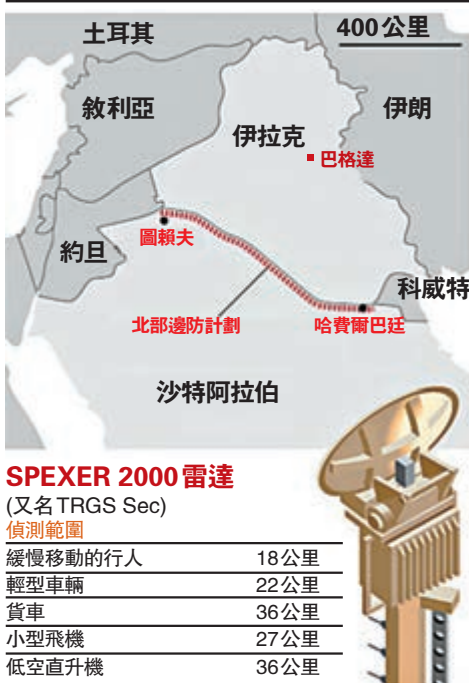 土耳其
400公里
敘利亞
伊朗
伊拉克
巴格達
約旦
圖賴夫
科威特
北部邊防計劃
哈費爾巴廷
沙特阿拉伯
SPEXER 2000雷達
(又名TRGS Sec)
偵測範圍
緩慢移動的行人 18公里
輕型車輛 22公里
貨車 36公里
小型飛機 27公里
低空直升機 36公里